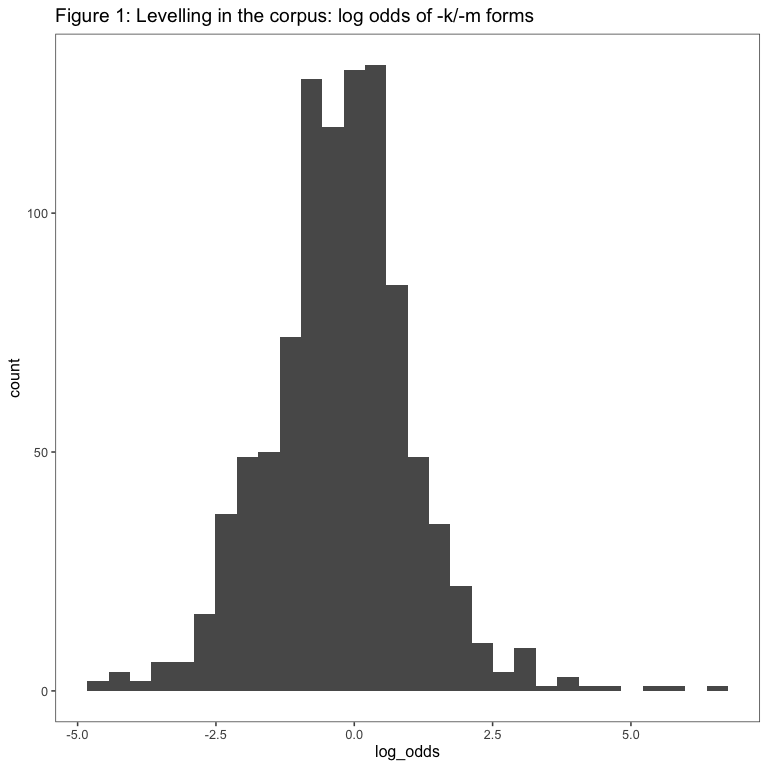 Figure 1: Levelling in the corpus: log odds of -k/-m forms
100
50
0
count
-5.0 -2.5 0.0 2.5 5.0
log_odds